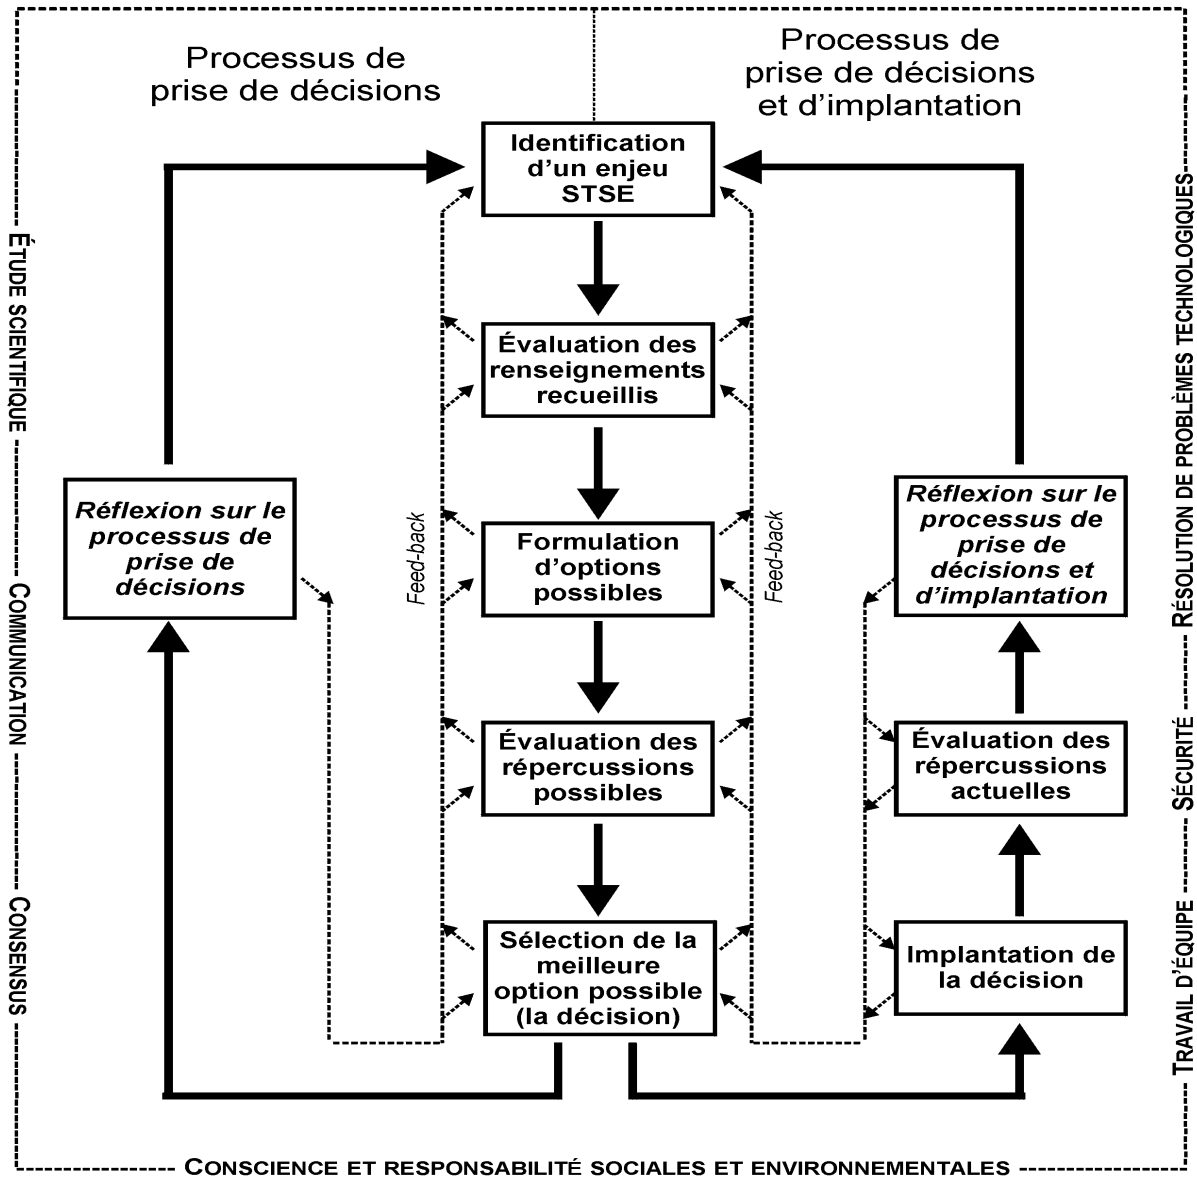 Processus de
prise de décisions
Processus de
prise de décisions
et d’implantation
Identification
d’un enjeu
STSE
Évaluation des
renseignements
recueillis
Formulation
d’options
possibles
Évaluation des
répercussions
possibles
Sélection de la
meilleure
option possible
(la décision)
Réflexion sur le
processus de
prise de
décisions
Réflexion sur le
processus de
prise de
décisions et
d’implantation
Évaluation des
répercussions
actuelles
Implantation de
la décision
Feed-back
Feed-back
ÉTUDE SCIENTIFIQUE
COMMUNICATION
CONSENSUS
RÉSOLUTION DE PROBLÈMES TECHNOLOGIQUES
SÉCURITÉ
TRAVAIL D’ÉQUIPE
CONSCIENCE ET RESPONSABILITÉ SOCIALES ET ENVIRONNEMENTALES